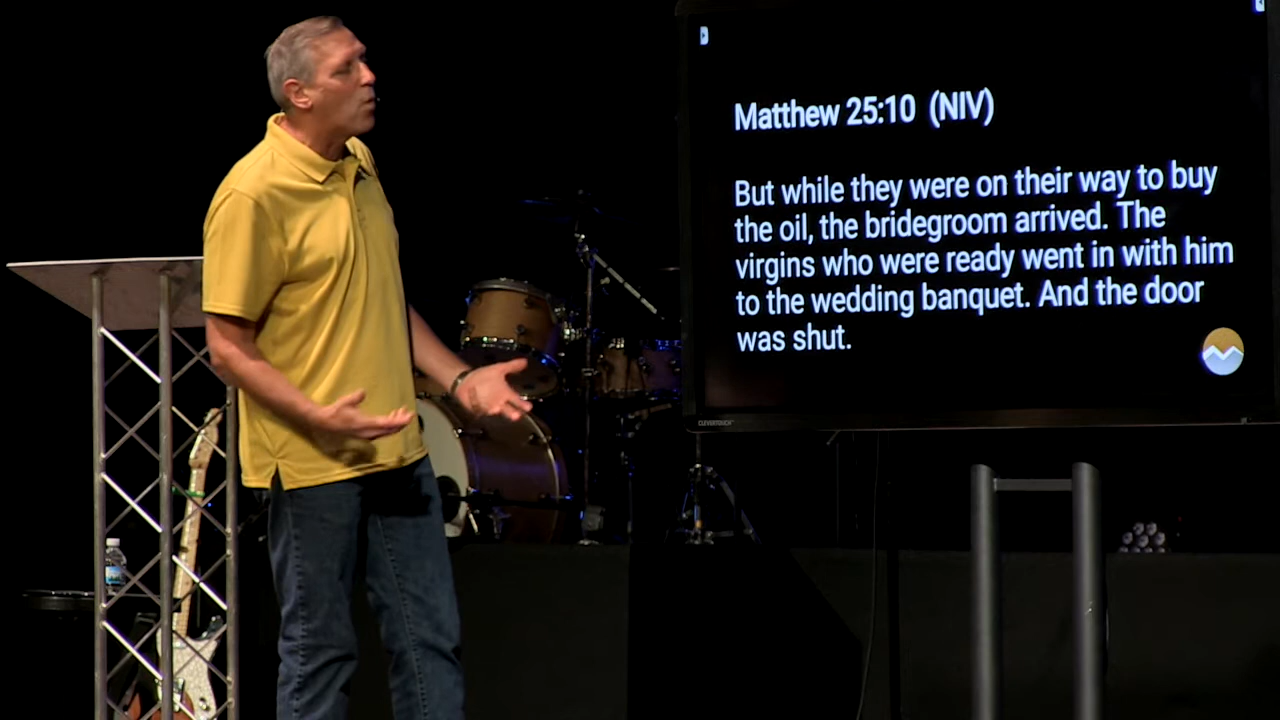 Matthew 25:10 (NIV)
But while they were on their way to buy
the oil, the bridegroom arrived. The
virgins who were ready went in with him
to the wedding banquet. And the door
was shut.
CLEVERTOUCH